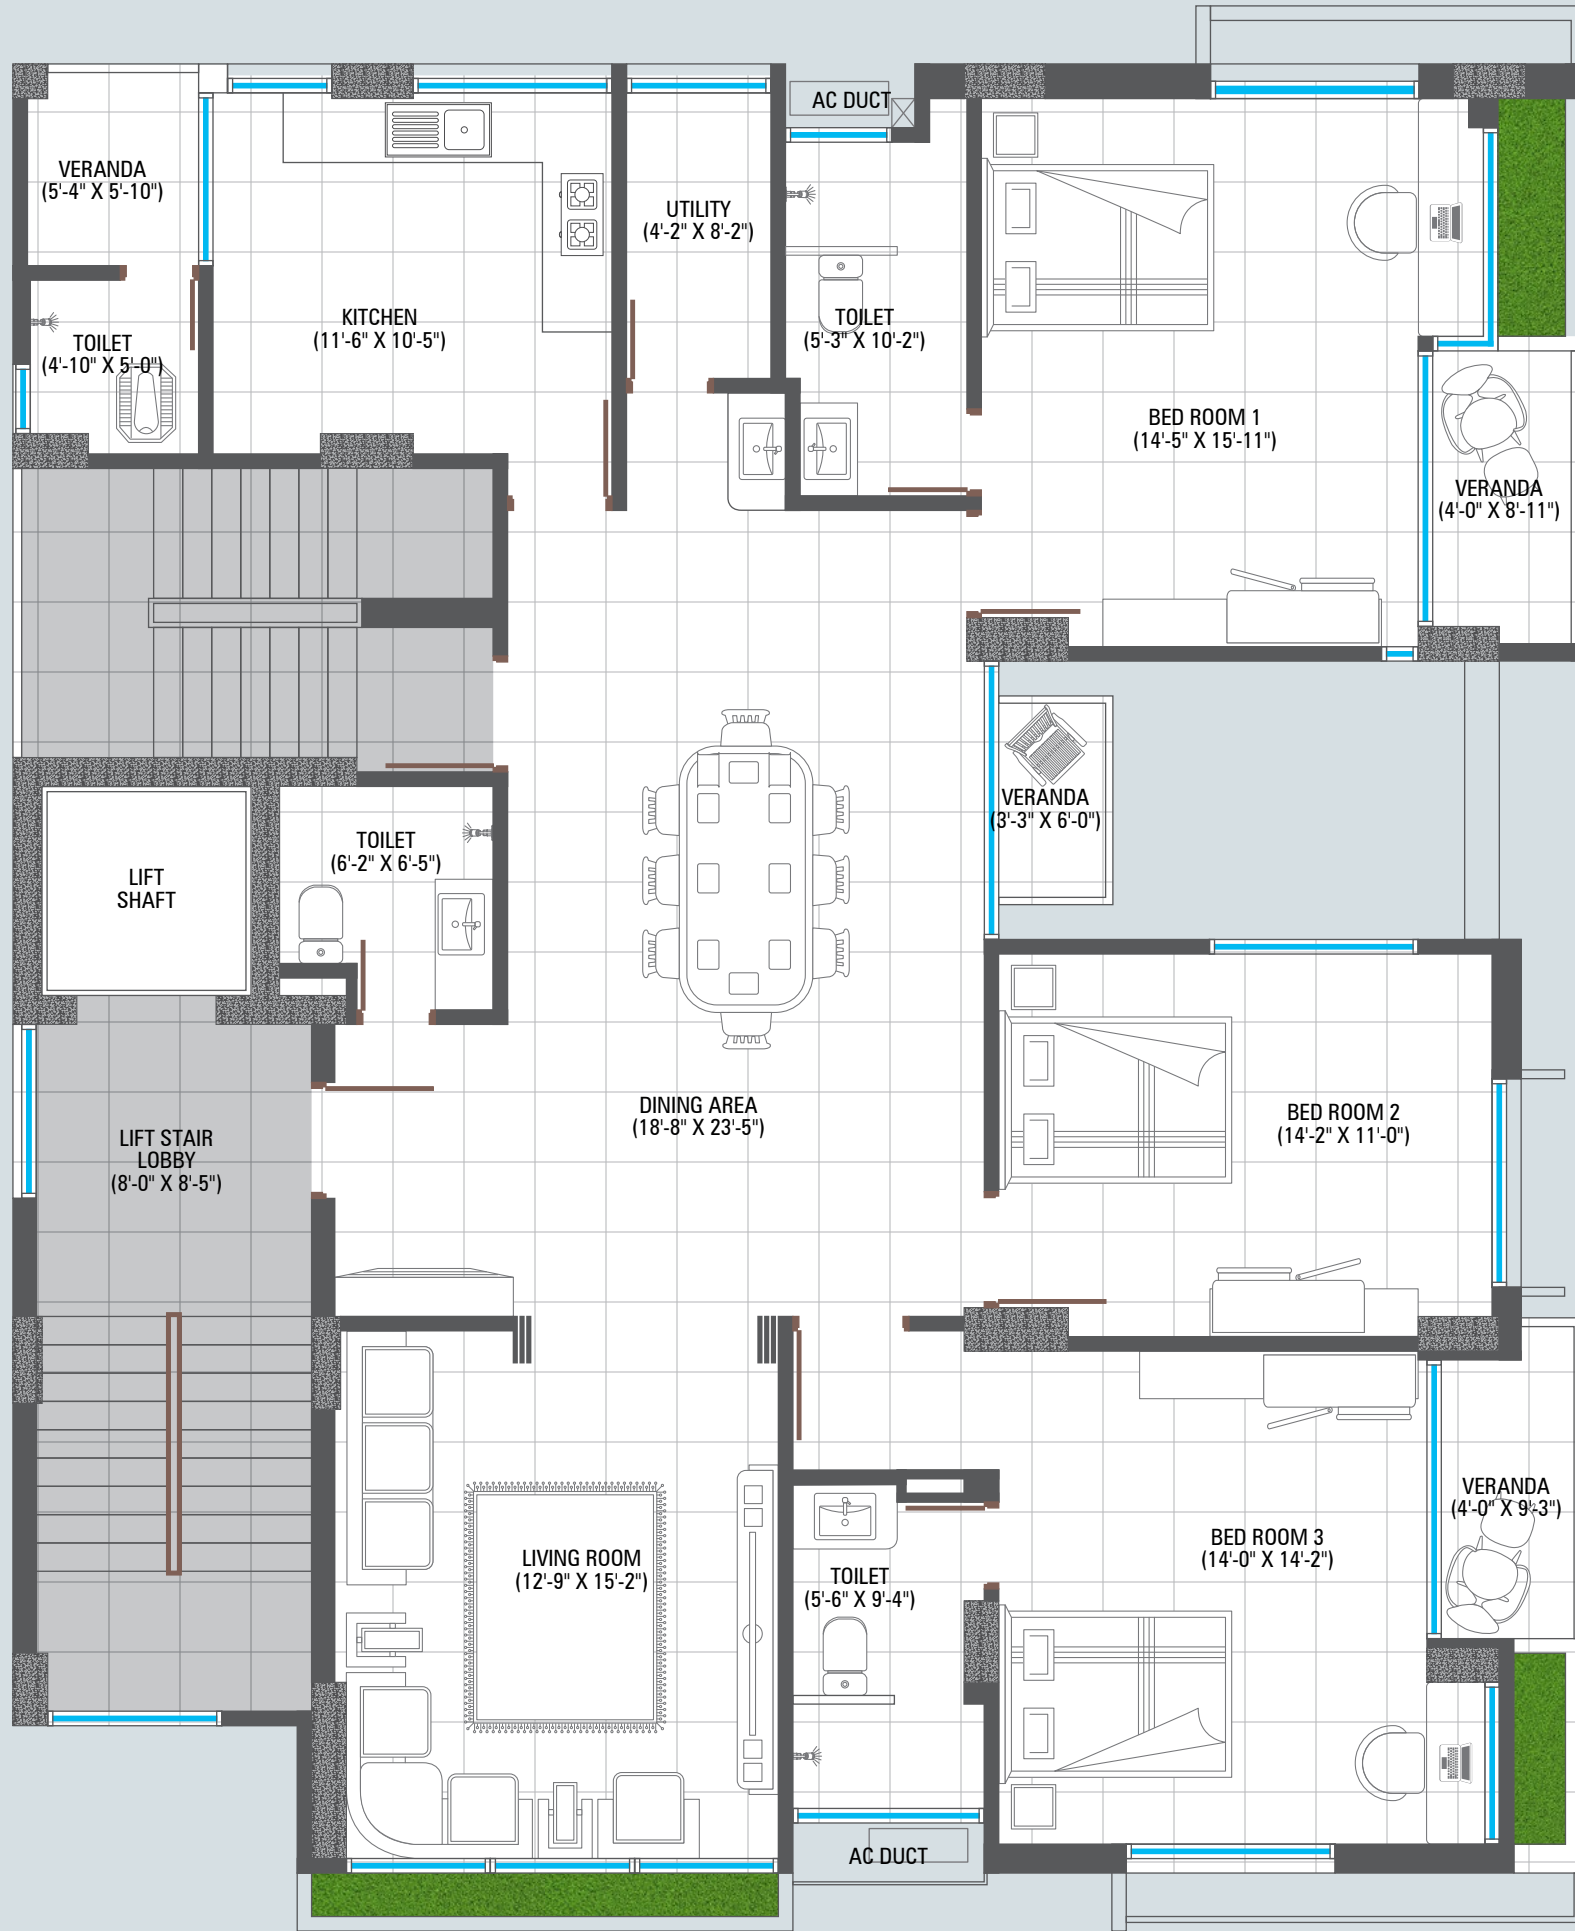 AC DUCT
VERANDA
(5'-4" X 5'-10")
UTILITY
(4'-2" X 8'-2")
KITCHEN
(11'-6" X 10'-5")
TOILET
(5'-3" X 10'-2")
TOILET
(4'-10" X 5'-0")
BED ROOM 1
(14'-5" X 15'-11")
VERANDA
(4'-0" X 8'-11")
VERANDA
(3'-3" X 6'-0")
TOILET
(6'-2" X 6'-5")
LIFT
SHAFT
DINING AREA
(18'-8" X 23'-5")
BED ROOM 2
(14'-2" X 11'-0")
LIFT STAIR
LOBBY
(8'-0" X 8'-5")
VERANDA
(4'-0" X 9'-3")
BED ROOM 3
(14'-0" X 14'-2")
LIVING ROOM
(12'-9" X 15'-2")
TOILET
(5'-6" X 9'-4")
AC DUCT